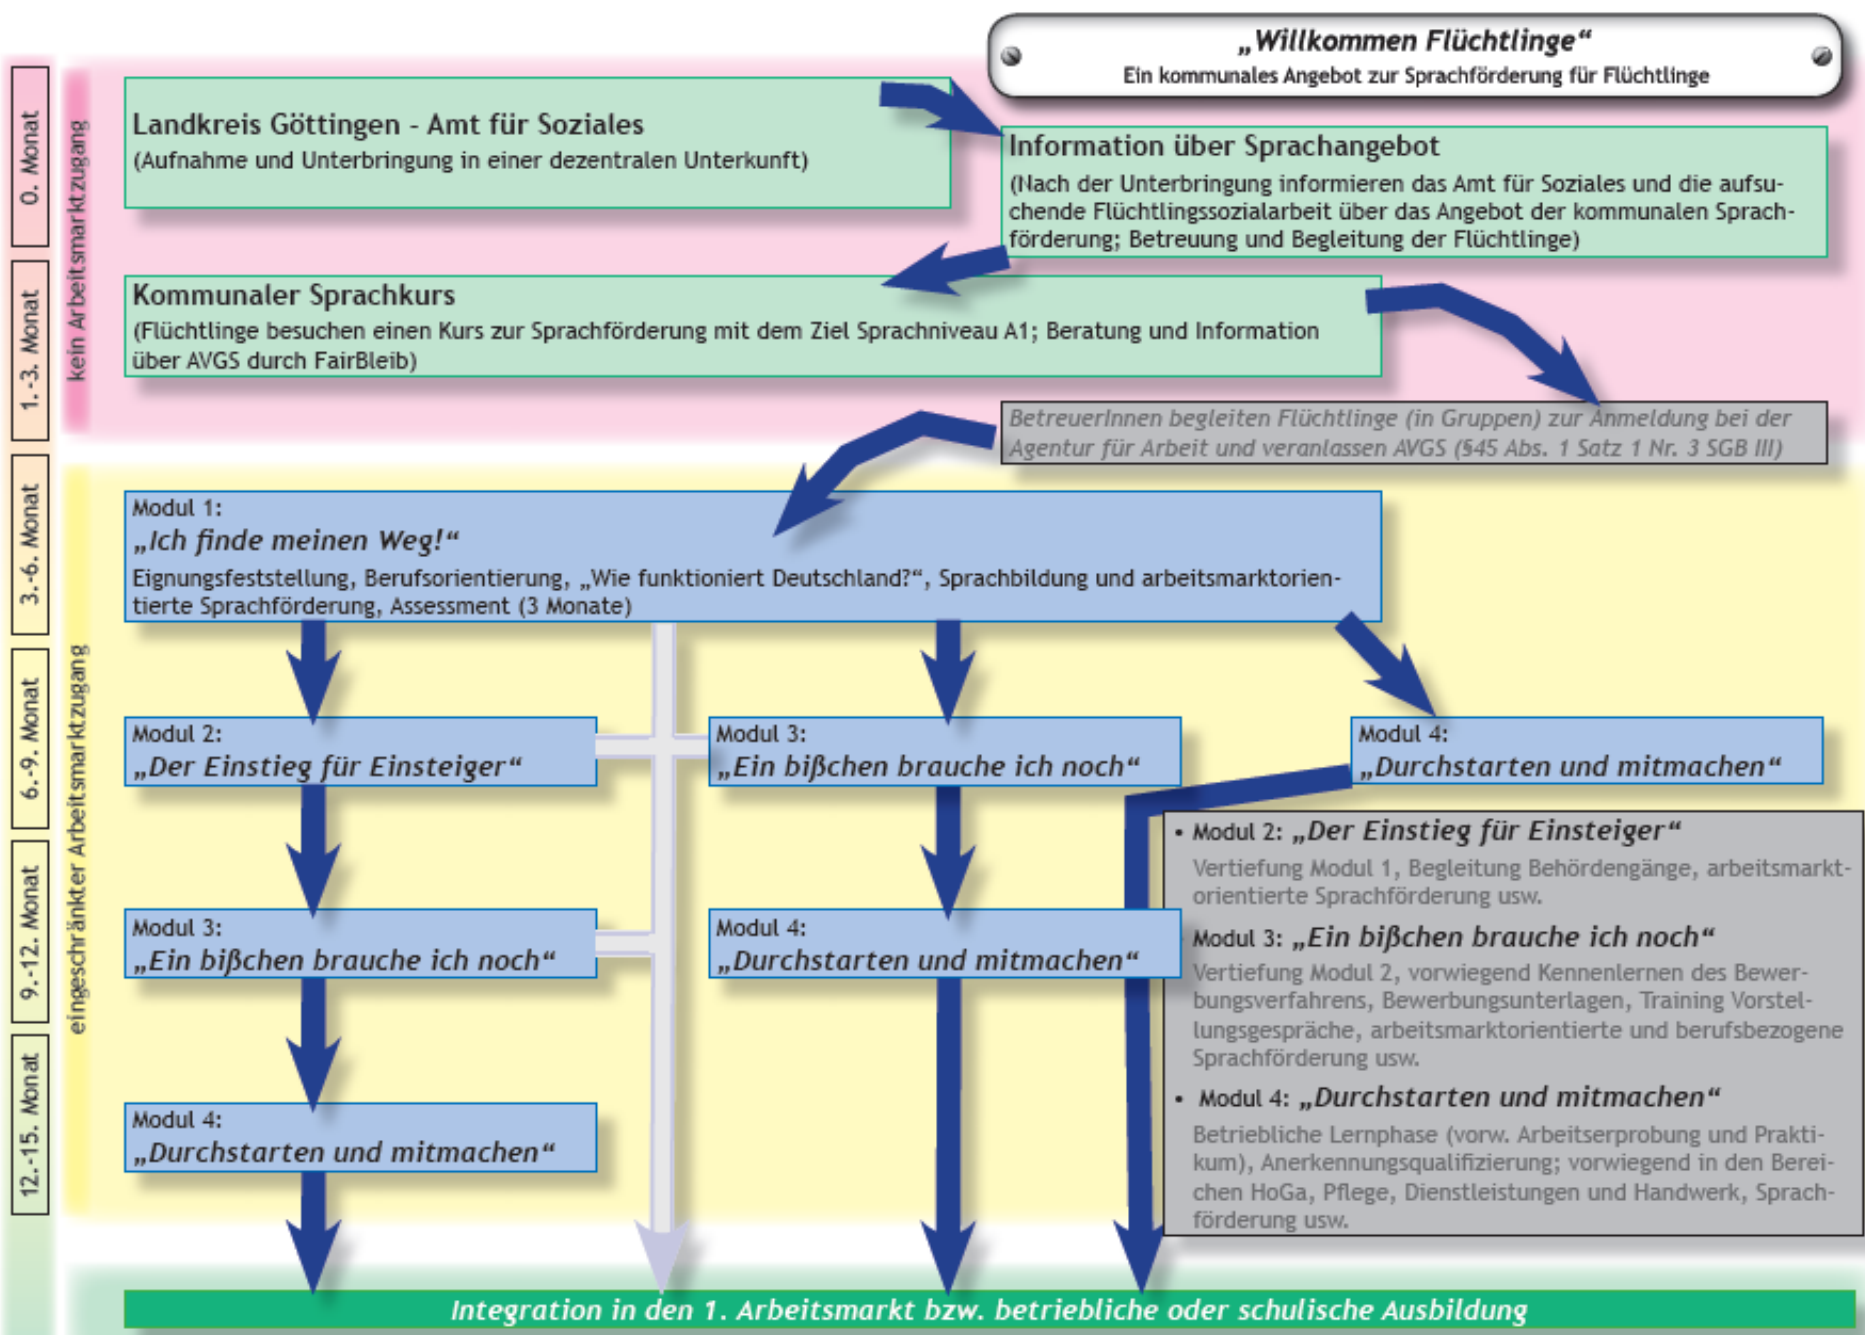 „Willkommen Flüchtlinge“
Ein kommunales Angebot zur Sprachförderung für Flüchtlinge
0. Monat
1.-3. Monat
3.-6. Monat
6.-9. Monat
9.-12. Monat
12.-15. Monat
kein Arbeitsmarktzugang
eingeschränkter Arbeitsmarktzugang
Landkreis Göttingen - Amt für Soziales
(Aufnahme und Unterbringung in einer dezentralen Unterkunft)
Information über Sprachangebot
(Nach der Unterbringung informieren das Amt für Soziales und die aufsu-
chende Flüchtlingssozialarbeit über das Angebot der kommunalen Sprach-
förderung; Betreuung und Begleitung der Flüchtlinge)
Kommunaler Sprachkurs
(Flüchtlinge besuchen einen Kurs zur Sprachförderung mit dem Ziel Sprachniveau A1; Beratung und Information
über AVGS durch FairBleib)
BetreuerInnen begleiten Flüchtlinge (in Gruppen) zur Anmeldung bei der
Agentur für Arbeit und veranlassen AVGS (§45 Abs. 1 Satz 1 Nr. 3 SGB III)
Modul 1:
„Ich finde meinen Weg!“
Eignungsfeststellung, Berufsorientierung, „Wie funktioniert Deutschland?“, Sprachbildung und arbeitsmarktorien-
tierte Sprachförderung, Assessment (3 Monate)
Modul 2:
„Der Einstieg für Einsteiger“
Modul 3:
„Ein bißchen brauche ich noch“
Modul 4:
„Durchstarten und mitmachen“
Modul 3:
„Ein bißchen brauche ich noch“
Modul 4:
„Durchstarten und mitmachen“
Modul 4:
„Durchstarten und mitmachen“
• Modul 2: „Der Einstieg für Einsteiger“
Vertiefung Modul 1, Begleitung Behördengänge, arbeitsmarkt-
orientierte Sprachförderung usw.
• Modul 3: „Ein bißchen brauche ich noch“
Vertiefung Modul 2, vorwiegend Kennenlernen des Bewer-
bungsverfahrens, Bewerbungsunterlagen, Training Vorstel-
lungsgespräche, arbeitsmarktorientierte und berufsbezogene
Sprachförderung usw.
• Modul 4: „Durchstarten und mitmachen“
Betriebliche Lernphase (vorw. Arbeitserprobung und Prakti-
kum), Anerkennungsqualifizierung; vorwiegend in den Berei-
chen HoGa, Pflege, Dienstleistungen und Handwerk, Sprach-
förderung usw.
Integration in den 1. Arbeitsmarkt bzw. betriebliche oder schulische Ausbildung